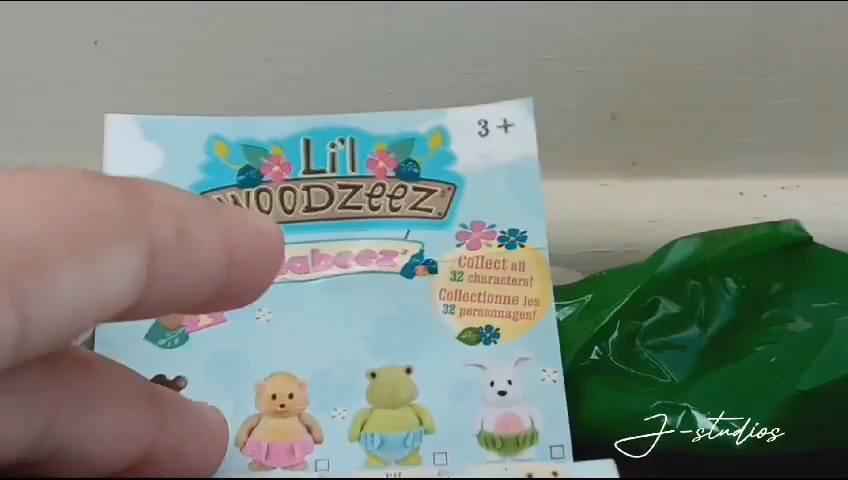 3+
Li'l
WOODZEEZ
Collect all
32 characters!
Collectionne les
32 personnages!
J-studios